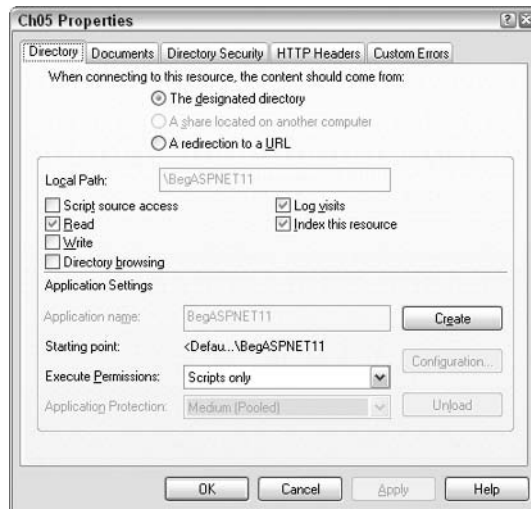 Ch05 Properties
Directory Documents Directory Security HTTP Headers Custom Errors
When connecting to this resource, the content should come from:
The designated directory
A share located on another computer
A redirection to a URL
Local Path: \BegASPNET11
Script source access Log visits
Read Index this resource
Write
Directory browsing
Application Settings
Application name: BegASPNET11 Create
Starting point: <Defau...\BegASPNET11
Configuration...
Execute Permissions: Scripts only
Application Protection: Medium (Pooled) Unload
OK Cancel Apply Help